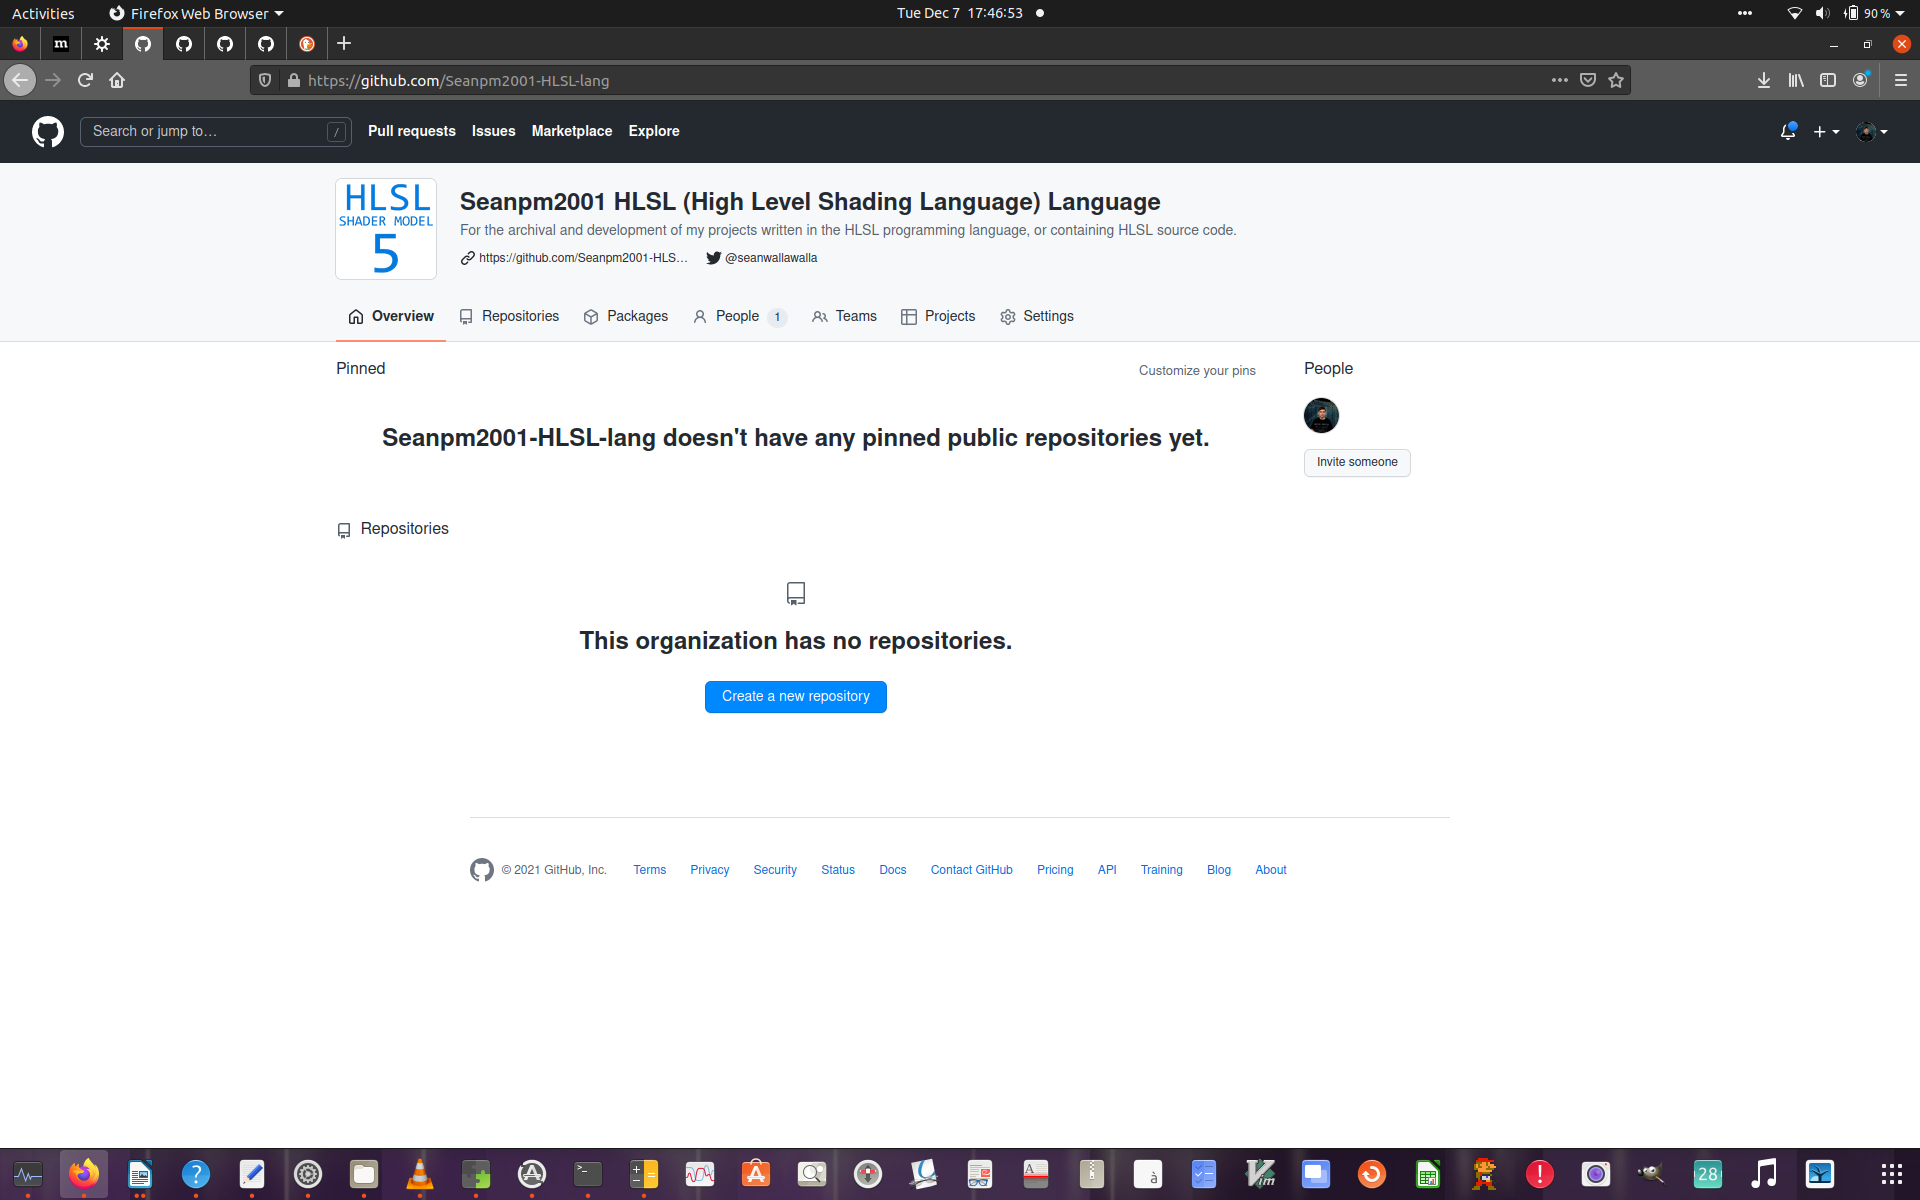 Activities Firefox Web Browser Tue Dec 7 17:46:53 90 %
m
https://github.com/Seanpm2001-HLSL-lang
Search or jump to… / Pull requests Issues Marketplace Explore
HLSL
SHADER MODEL
5
Seanpm2001 HLSL (High Level Shading Language) Language
For the archival and development of my projects written in the HLSL programming language, or containing HLSL source code.
https://github.com/Seanpm2001-HLS… @seanwallawalla
Overview Repositories Packages People 1 Teams Projects Settings
Pinned Customize your pins People
Seanpm2001-HLSL-lang doesn't have any pinned public repositories yet.
Invite someone
Repositories
This organization has no repositories.
Create a new repository
© 2021 GitHub, Inc. Terms Privacy Security Status Docs Contact GitHub Pricing API Training Blog About
28